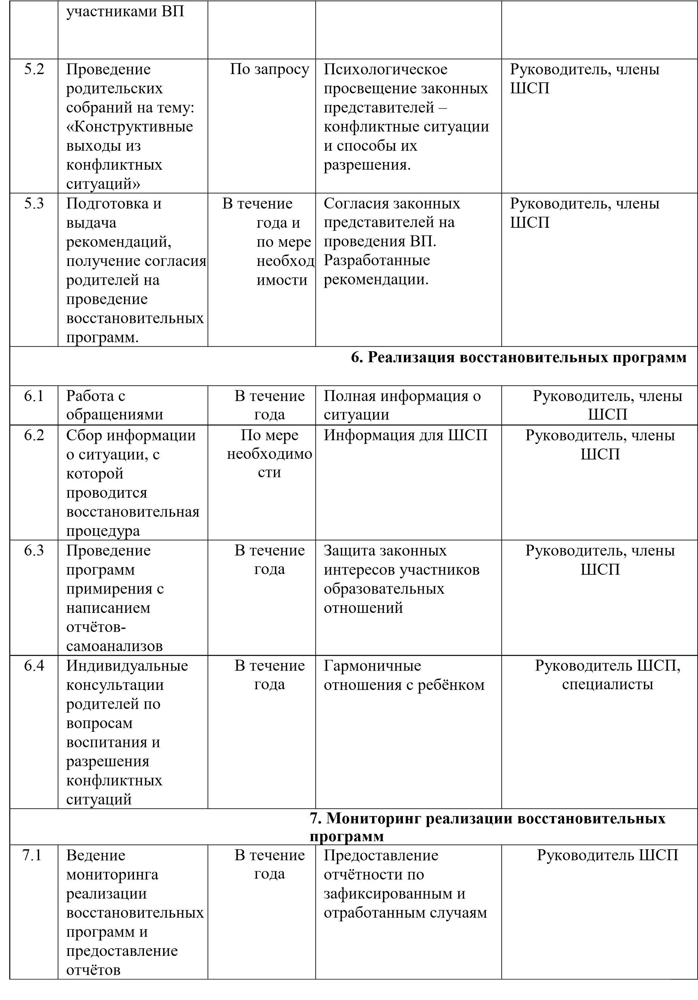 участниками ВП
5.2
Проведение
родительских
собраний на тему:
«Конструктивные
выходы из
конфликтных
ситуаций»
По запросу
Психологическое
просвещение законных
представителей –
конфликтные ситуации
и способы их
разрешения.
Руководитель, члены
ШСП
5.3
Подготовка и
выдача
рекомендаций,
получение согласия
родителей на
проведение
восстановительных
программ.
В течение
года и
по мере
необход
имости
Согласия законных
представителей на
проведения ВП.
Разработанные
рекомендации.
Руководитель, члены
ШСП
6. Реализация восстановительных программ
6.1
Работа с
обращениями
В течение
года
Полная информация о
ситуации
Руководитель, члены
ШСП
6.2
Сбор информации
о ситуации, с
которой
проводится
восстановительная
процедура
По мере
необходимо
сти
Информация для ШСП
Руководитель, члены
ШСП
6.3
Проведение
программ
примирения с
написанием
отчётов-
самоанализов
В течение
года
Защита законных
интересов участников
образовательных
отношений
Руководитель, члены
ШСП
6.4
Индивидуальные
консультации
родителей по
вопросам
воспитания и
разрешения
конфликтных
ситуаций
В течение
года
Гармоничные
отношения с ребёнком
Руководитель ШСП,
специалисты
7. Мониторинг реализации восстановительных
программ
7.1
Ведение
мониторинга
реализации
восстановительных
программ и
предоставление
отчётов
В течение
года
Предоставление
отчётности по
зафиксированным и
отработанным случаям
Руководитель ШСП